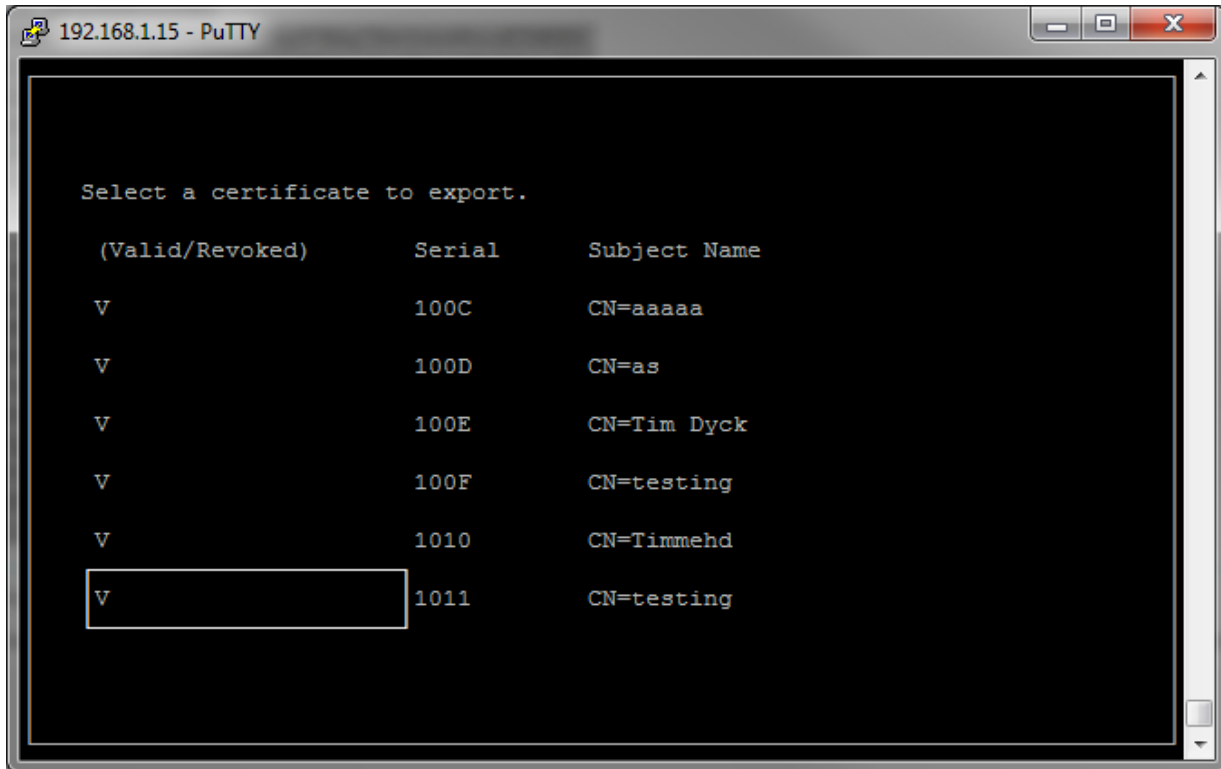 192.168.1.15 - PuTTY
Select a certificate to export.
(Valid/Revoked) Serial Subject Name
V 100C CN=aaaaa
V 100D CN=as
V 100E CN=Tim Dyck
V 100F CN=testing
V 1010 CN=Timmehd
V 1011 CN=testing